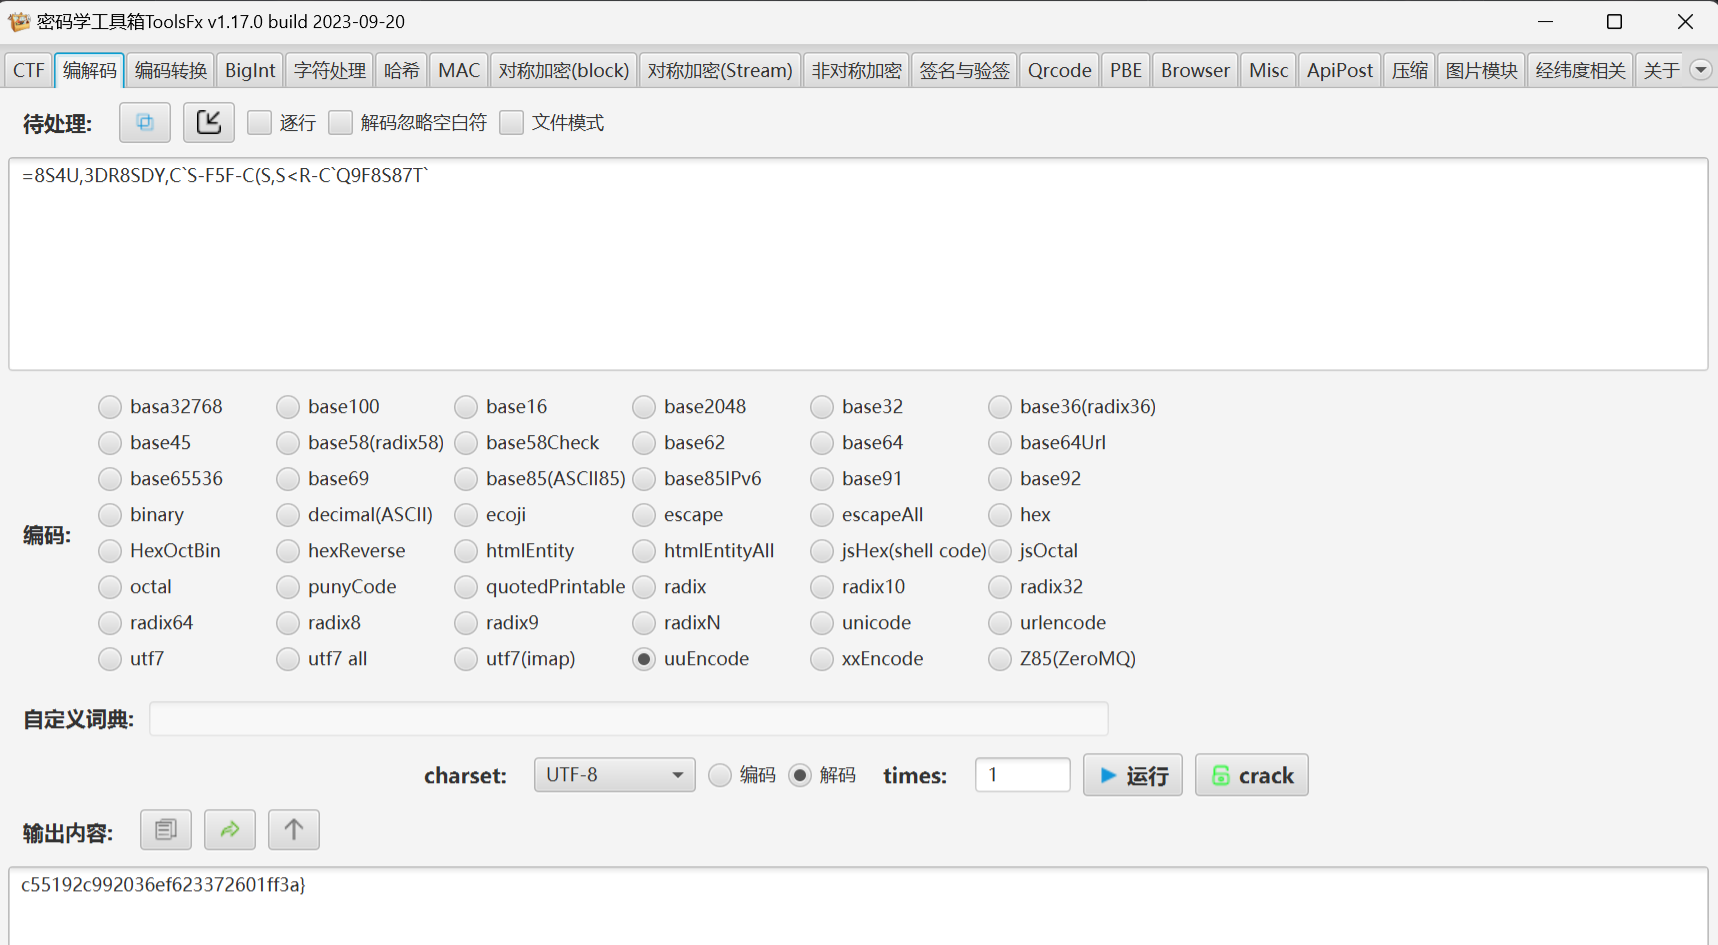 密码学工具箱ToolsFx v1.17.0 build 2023-09-20
CTF 编解码 编码转换 BigInt 字符处理 哈希 MAC 对称加密(block) 对称加密(Stream) 非对称加密 签名与验签 Qrcode PBE Browser Misc ApiPost 压缩 图片模块 经纬度相关 关于
待处理: 逐行 解码忽略空白符 文件模式
=8S4U,3DR8SDY,C`S-F5F-C(S,S<R-C`Q9F8S87T`
basa32768 base100 base16 base2048 base32 base36(radix36)
base45 base58(radix58) base58Check base62 base64 base64Url
base65536 base69 base85(ASCII85) base85IPv6 base91 base92
binary decimal(ASCII) ecoji escape escapeAll hex
编码:
HexOctBin hexReverse htmlEntity htmlEntityAll jsHex(shell code) jsOctal
octal punyCode quotedPrintable radix radix10 radix32
radix64 radix8 radix9 radixN unicode urlencode
utf7 utf7 all utf7(imap) uuEncode xxEncode Z85(ZeroMQ)
自定义词典:
charset: UTF-8 编码 解码 times: 1 运行 crack
输出内容:
c55192c992036ef623372601ff3a}